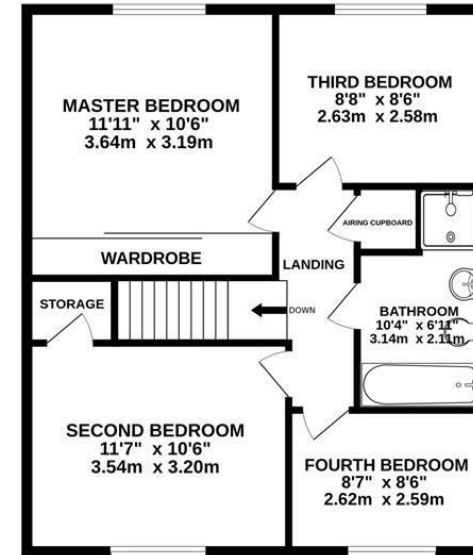 MASTER BEDROOM
11'11" x 10'6"
3.64m x 3.19m
THIRD BEDROOM
8'8" x 8'6"
2.63m x 2.58m
AIRING CUPBOARD
WARDROBE
LANDING
STORAGE
DOWN
BATHROOM
10'4" x 6'11"
3.14m x 2.11m
SECOND BEDROOM
11'7" x 10'6"
3.54m x 3.20m
FOURTH BEDROOM
8'7" x 8'6"
2.62m x 2.59m